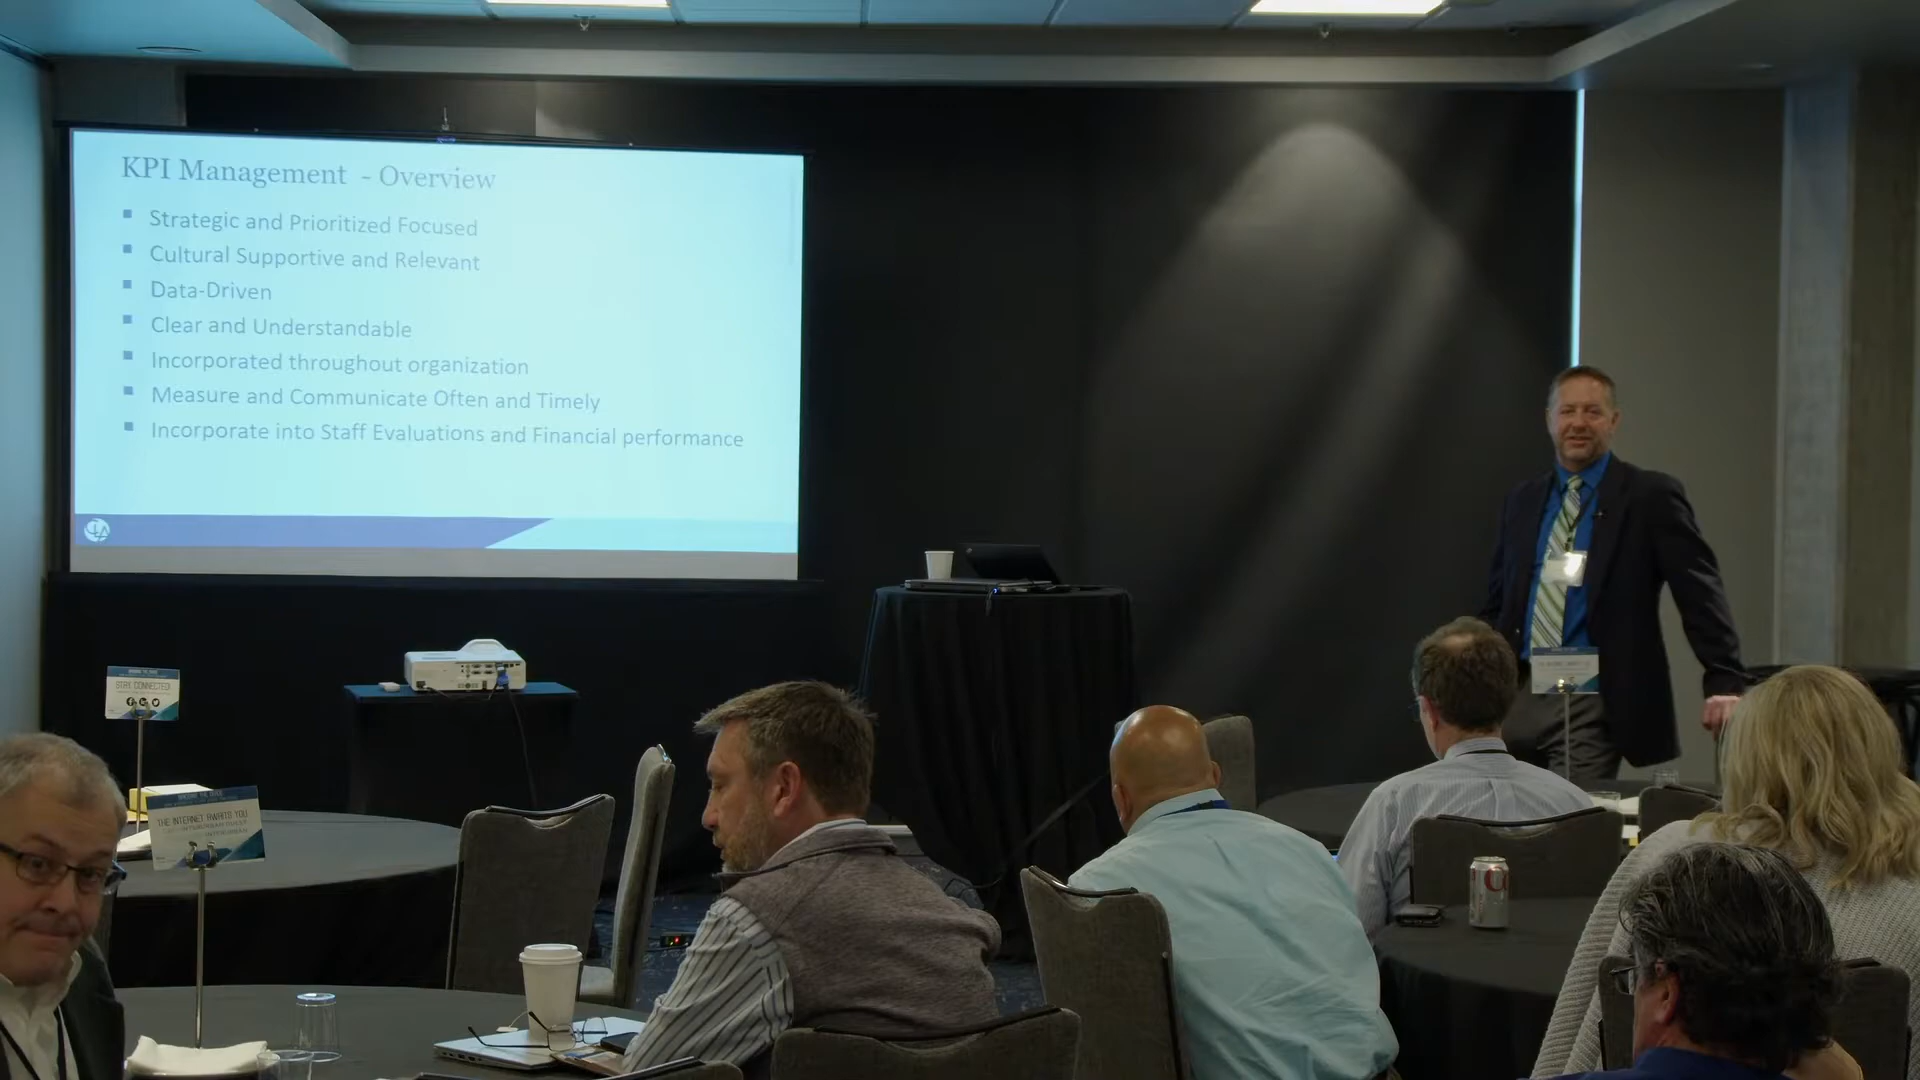 KPI Management - Overview
Strategic and Prioritized Focused
Cultural Supportive and Relevant
Data-Driven
Clear and Understandable
Incorporated throughout organization
Measure and Communicate Often and Timely
Incorporate into Staff Evaluations and Financial performance
STAY CONNECTED!
THE INTERNET AWAITS YOU